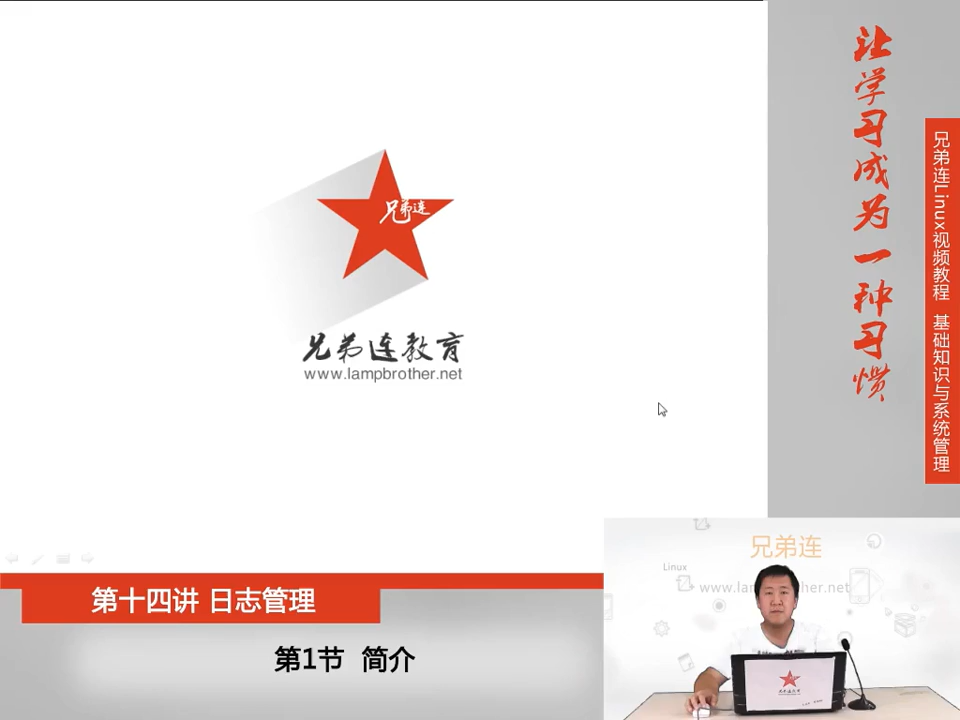 兄弟连
兄弟连教育
www.lampbrother.net
让学习成为一种习惯
兄弟连Linux视频教程 基础知识与系统管理
第十四讲 日志管理
第1节 简介
兄弟连
Linux